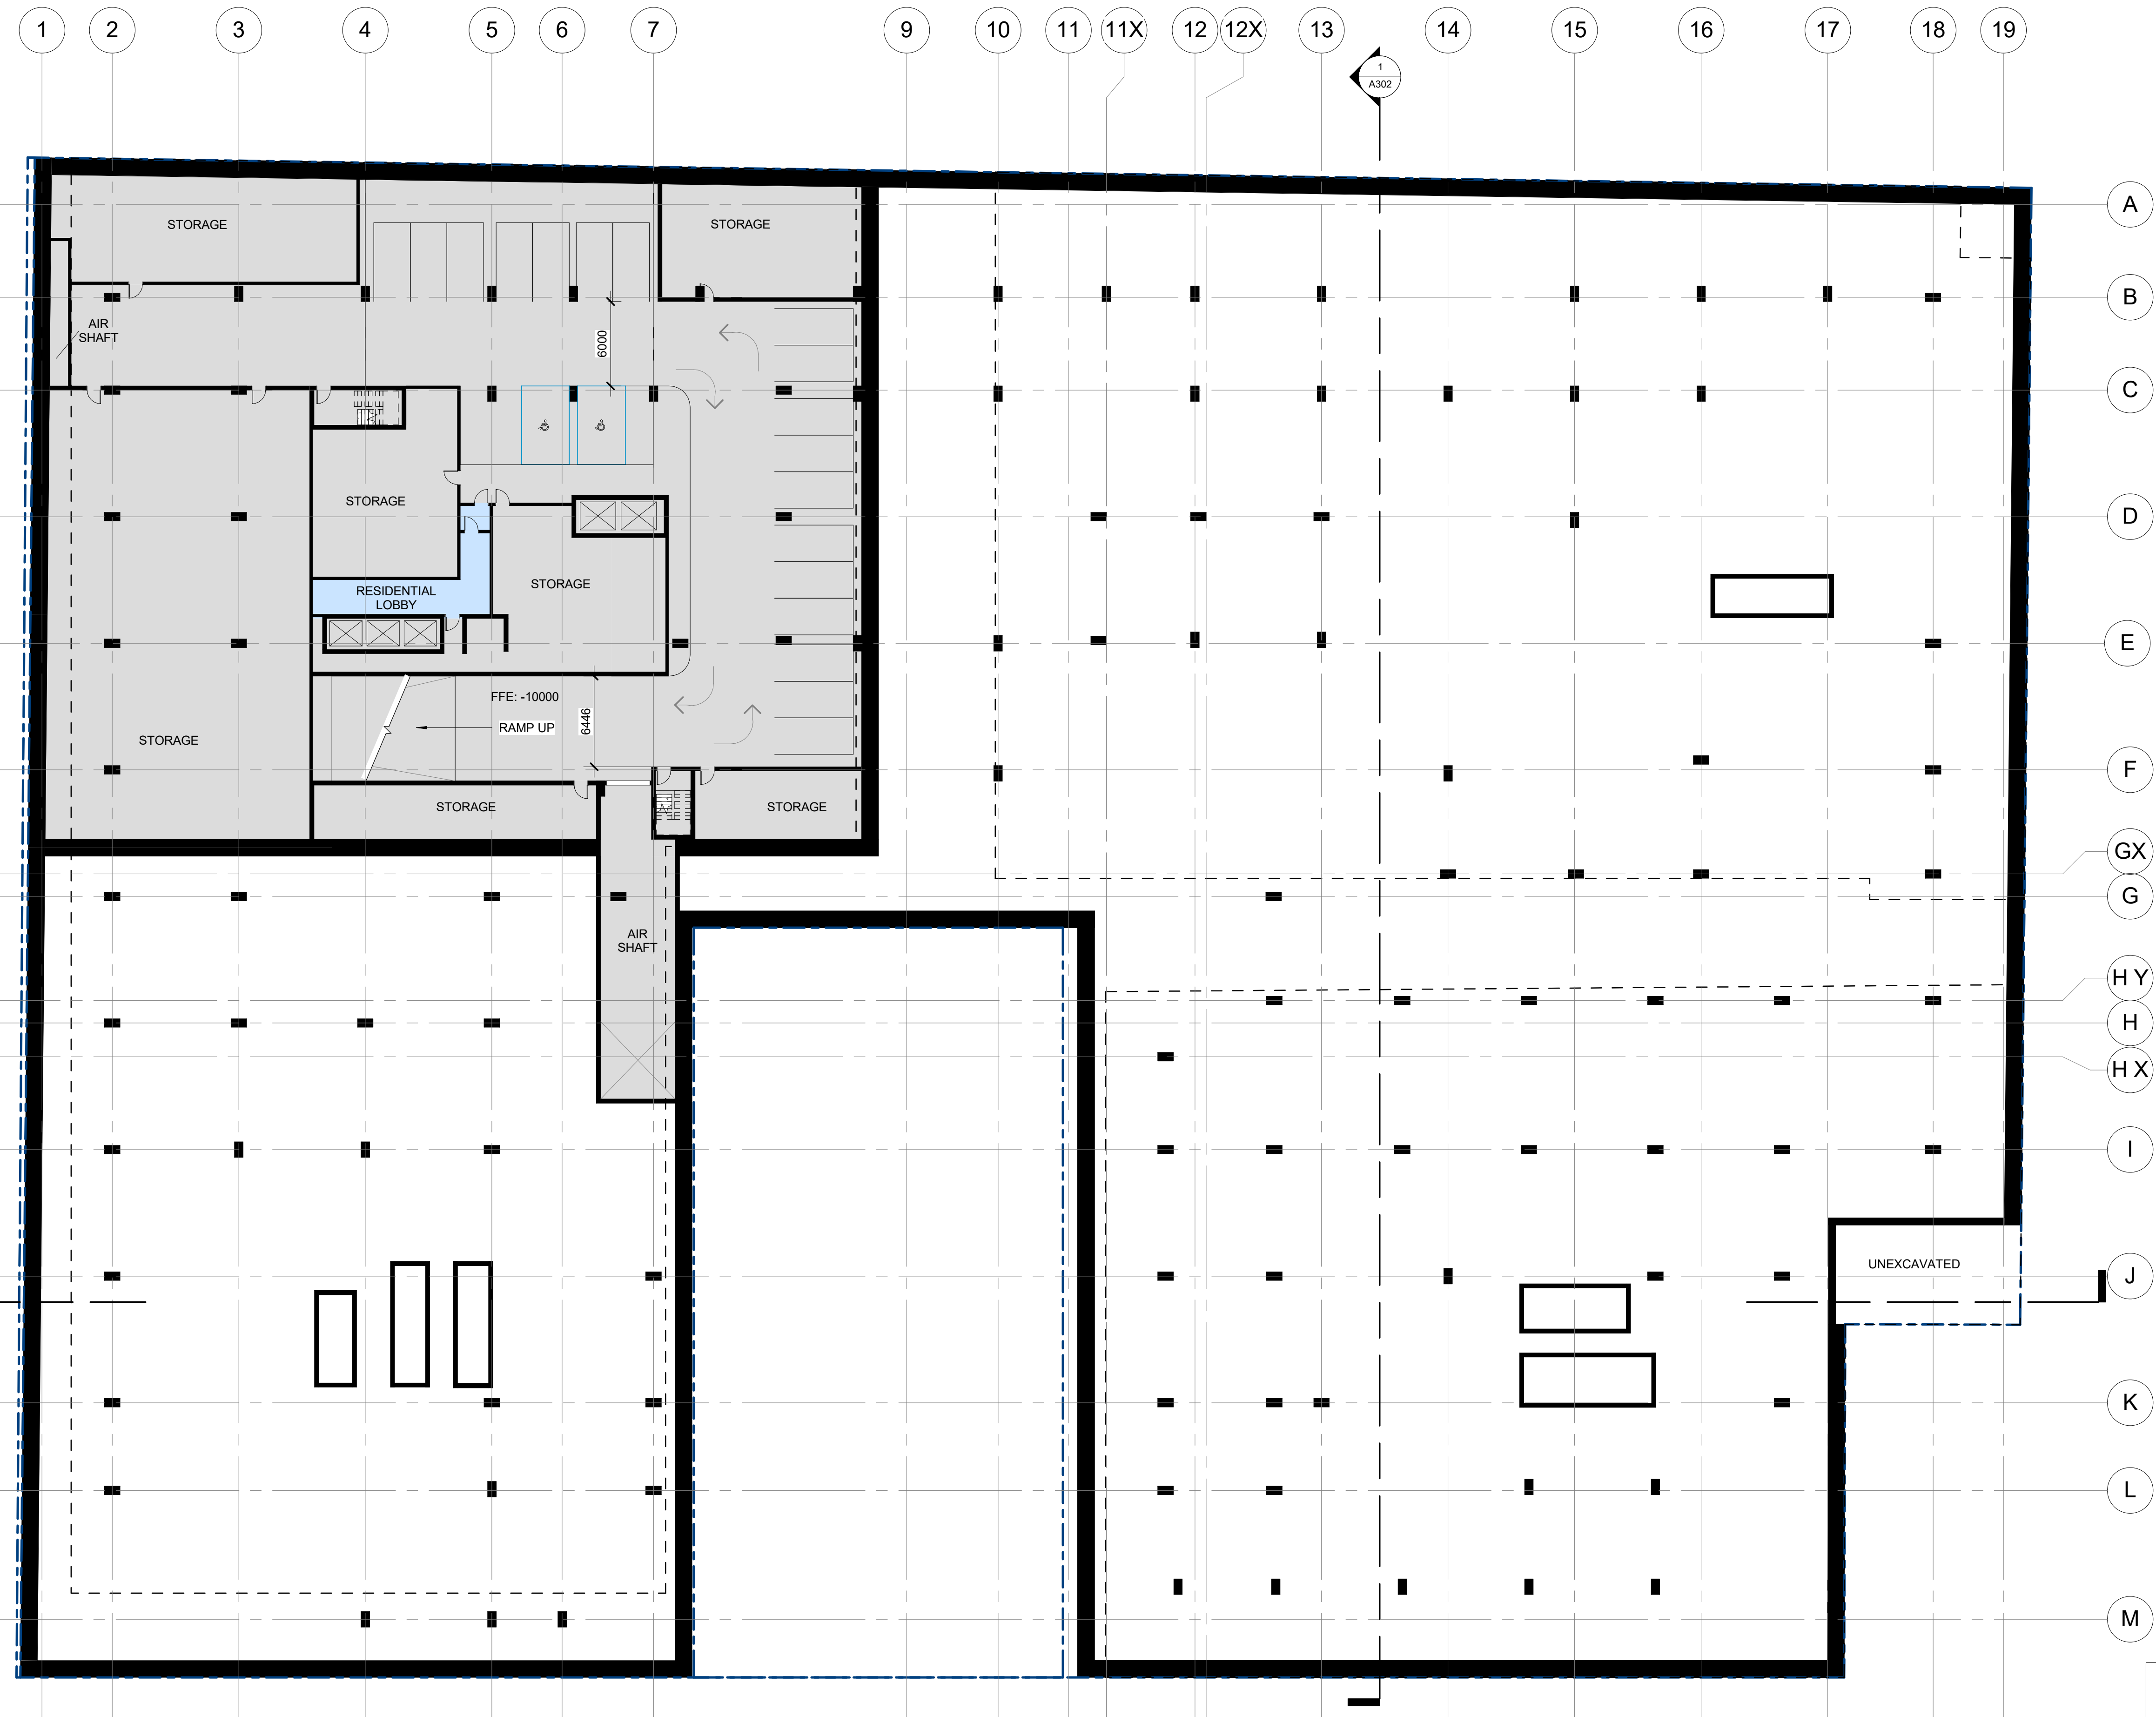 1 2 3 4 5 6 7 9 10 11 11X 12 12X 13 14 15 16 17 18 19
1
A302
A
STORAGE
STORAGE
B
AIR
SHAFT
6000
C
STORAGE
D
STORAGE
RESIDENTIAL
LOBBY
E
FFE: -10000
6446
RAMP UP
STORAGE
F
STORAGE
STORAGE
GX
G
AIR
SHAFT
H Y
H
H X
I
UNEXCAVATED
J
K
L
M